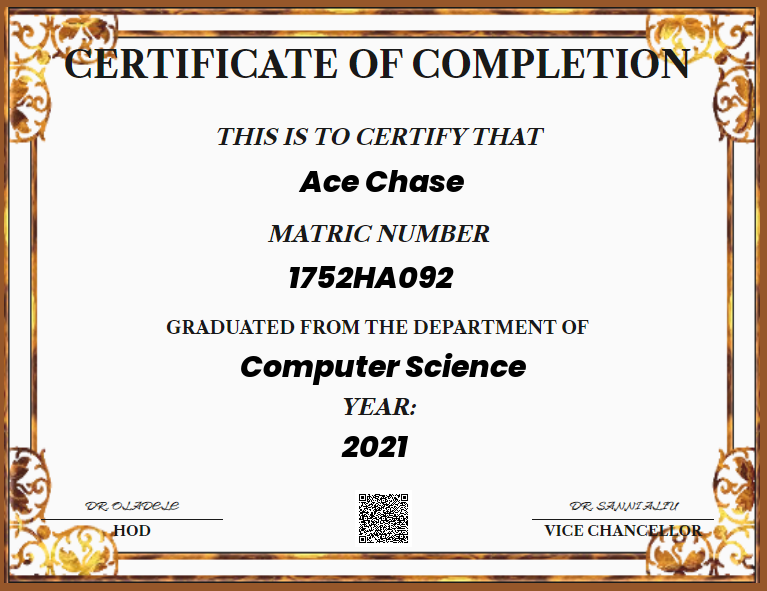 CERTIFICATE OF COMPLETION
THIS IS TO CERTIFY THAT
Ace Chase
MATRIC NUMBER
1752HA092
GRADUATED FROM THE DEPARTMENT OF
Computer Science
YEAR:
2021
DR. OLADELE
HOD
DR. SANNI ALIU
VICE CHANCELLOR